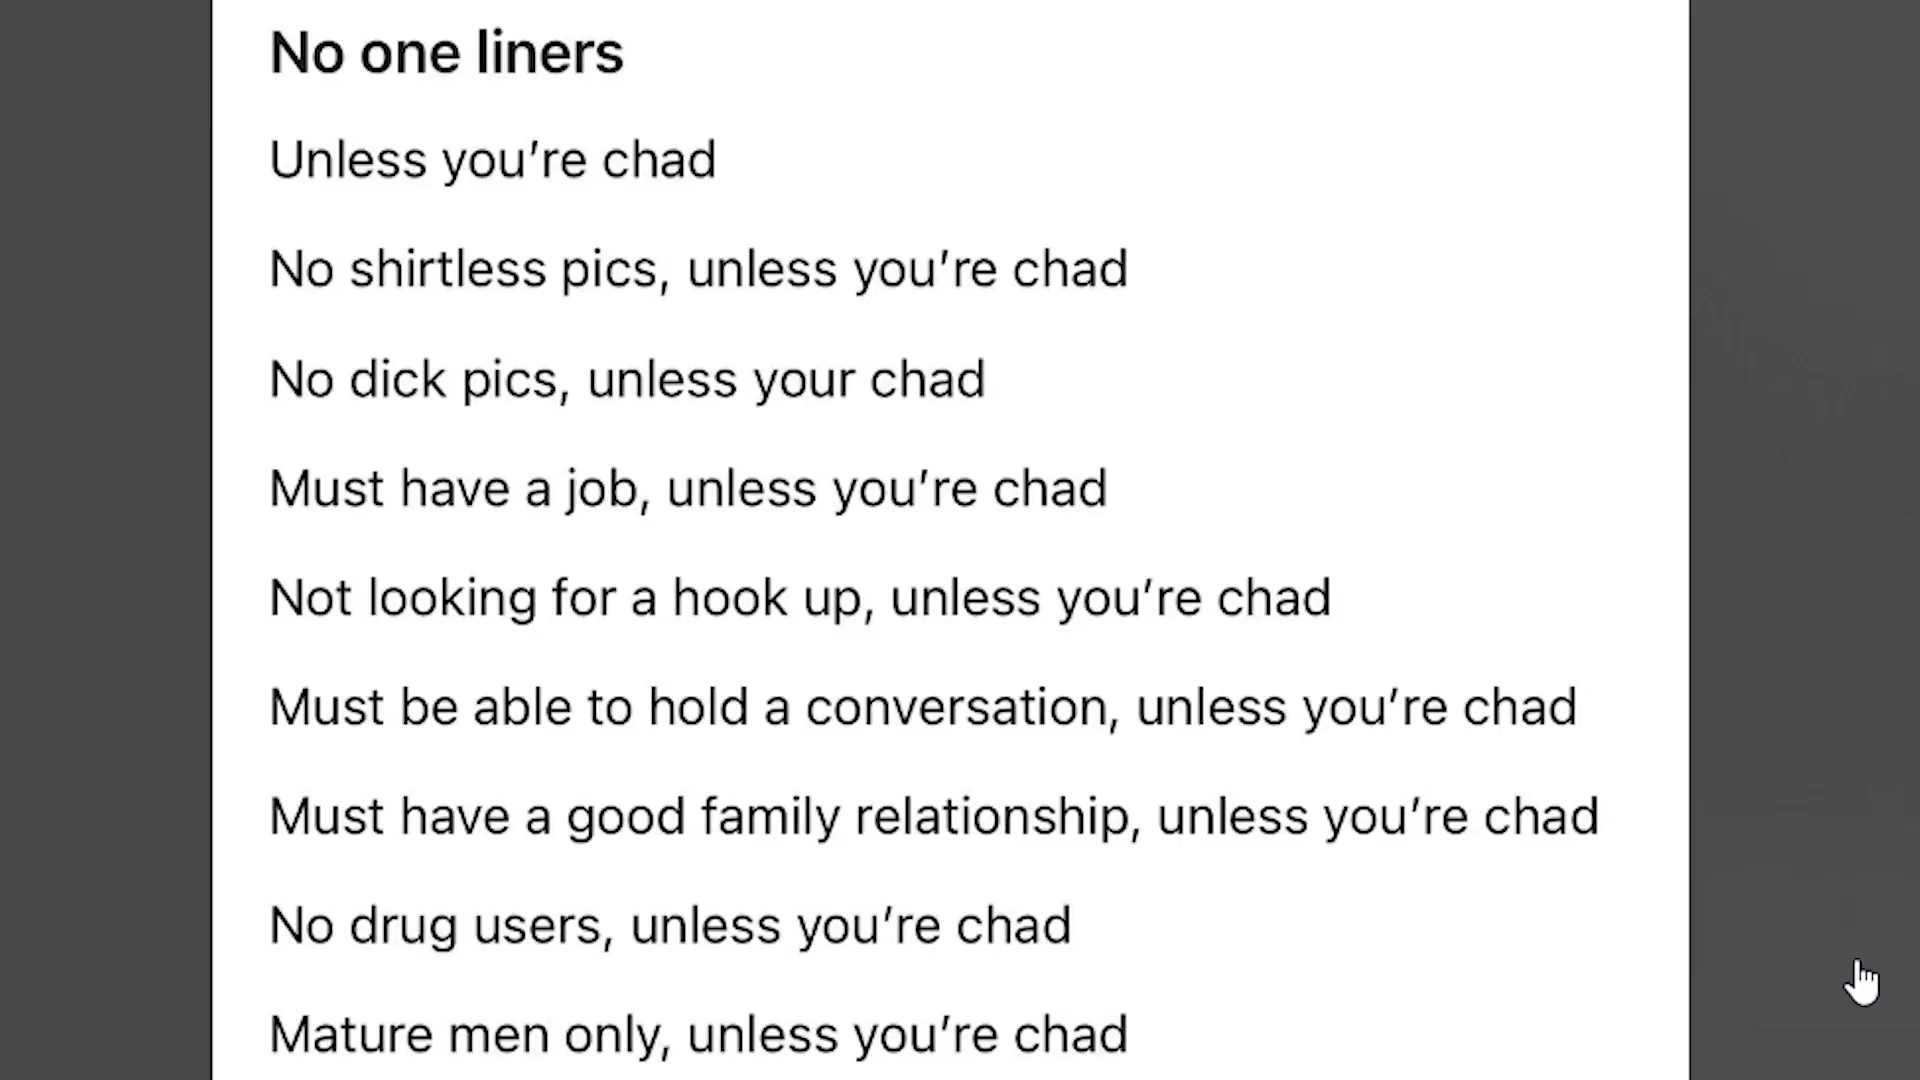 No one liners
Unless you’re chad
No shirtless pics, unless you’re chad
No dick pics, unless your chad
Must have a job, unless you’re chad
Not looking for a hook up, unless you’re chad
Must be able to hold a conversation, unless you’re chad
Must have a good family relationship, unless you’re chad
No drug users, unless you’re chad
Mature men only, unless you’re chad